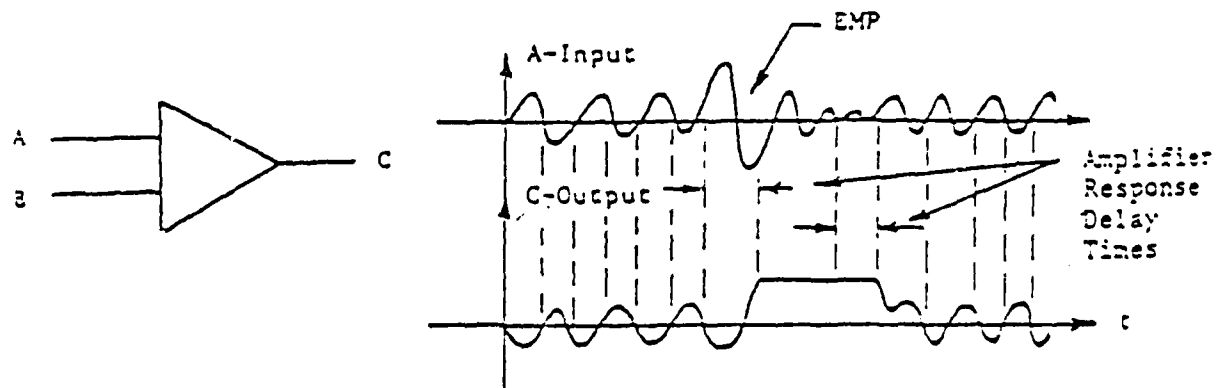 EMP
A-Input
A
B
C
C-Output
Amplifier
Response
Delay
Times
t